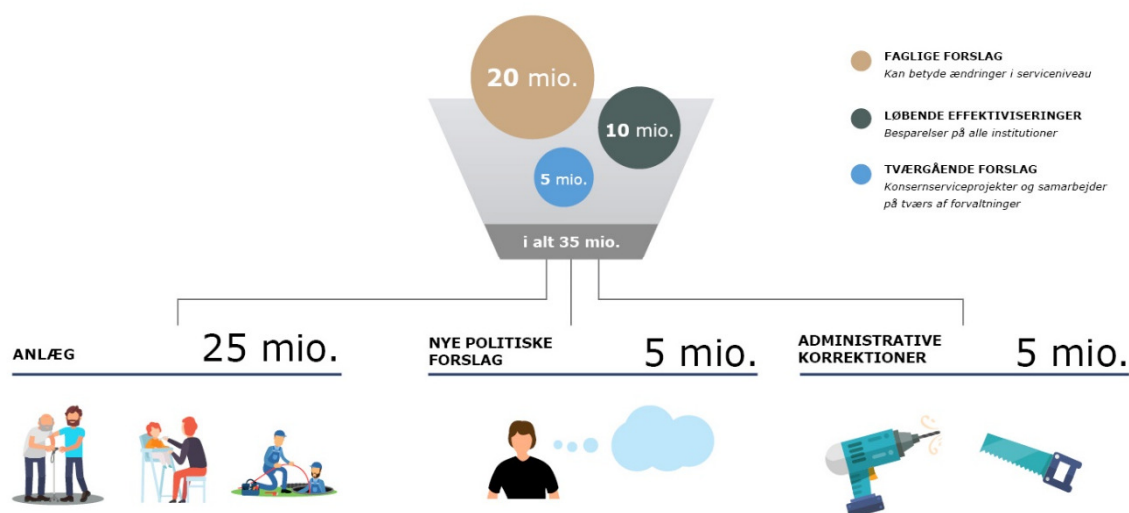 20 mio.
10 mio.
5 mio.
i alt 35 mio.
FAGLIGE FORSLAG
Kan betyde ændringer i serviceniveau
LØBENDE EFFEKTIVISERINGER
Besparelser på alle institutioner
TVÆRGÅENDE FORSLAG
Konsernserviceprojekter og samarbejder
på tværs af forvaltninger
ANLÆG
25 mio.
NYE POLITISKE
FORSLAG
5 mio.
ADMINISTRATIVE
KORREKTIONER
5 mio.